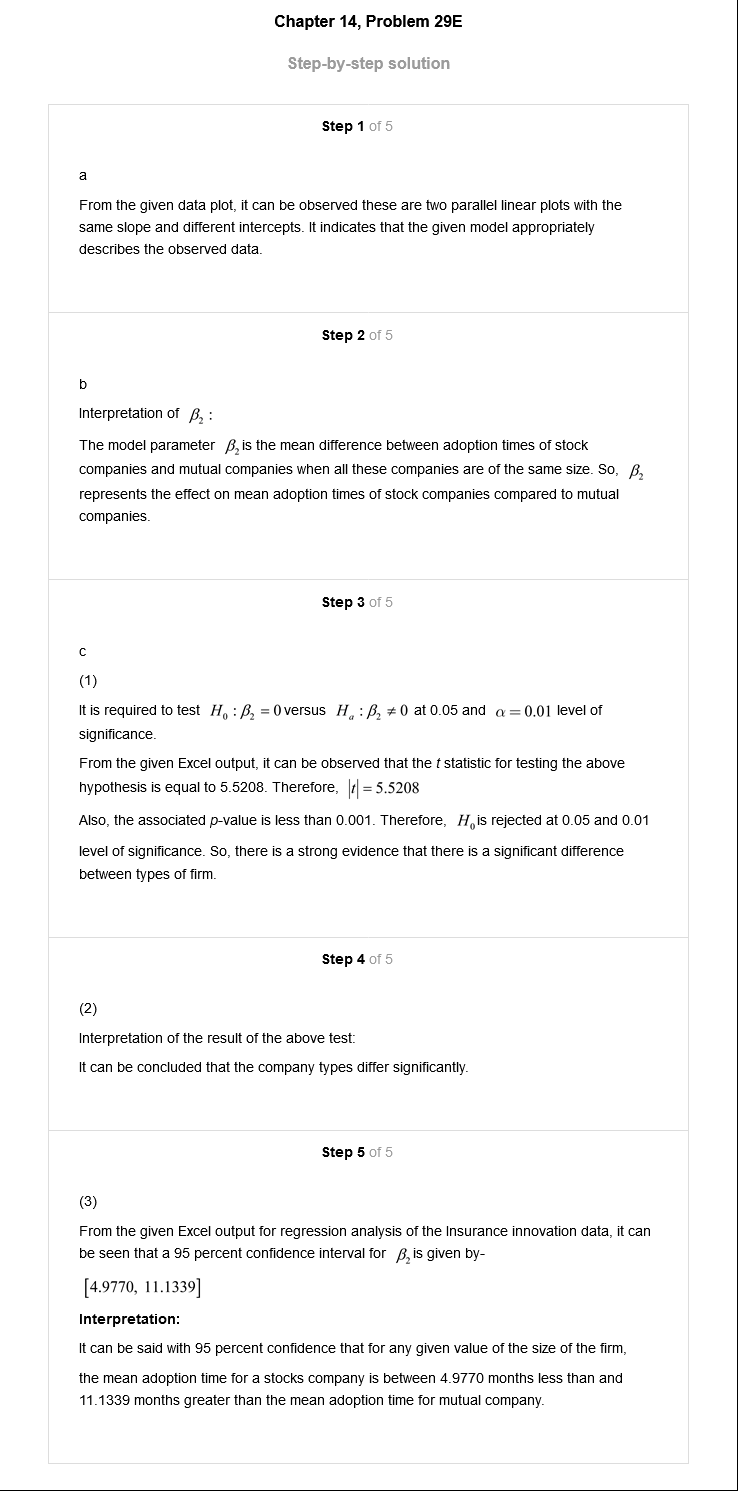 Chapter 14, Problem 29E
Step-by-step solution
Step 1 of 5
a
From the given data plot, it can be observed these are two parallel linear plots with the
same slope and different intercepts. It indicates that the given model appropriately
describes the observed data.
Step 2 of 5
b
Interpretation of β₂ :
The model parameter β₂ is the mean difference between adoption times of stock
companies and mutual companies when all these companies are of the same size. So, β₂
represents the effect on mean adoption times of stock companies compared to mutual
companies.
Step 3 of 5
c
(1)
It is required to test H₀ : β₂ = 0 versus Hₐ : β₂ ≠ 0 at 0.05 and α = 0.01 level of
significance.
From the given Excel output, it can be observed that the t statistic for testing the above
hypothesis is equal to 5.5208. Therefore, |t| = 5.5208
Also, the associated p-value is less than 0.001. Therefore, H₀ is rejected at 0.05 and 0.01
level of significance. So, there is a strong evidence that there is a significant difference
between types of firm.
Step 4 of 5
(2)
Interpretation of the result of the above test:
It can be concluded that the company types differ significantly.
Step 5 of 5
(3)
From the given Excel output for regression analysis of the Insurance innovation data, it can
be seen that a 95 percent confidence interval for β₂ is given by-
[4.9770, 11.1339]
Interpretation:
It can be said with 95 percent confidence that for any given value of the size of the firm,
the mean adoption time for a stocks company is between 4.9770 months less than and
11.1339 months greater than the mean adoption time for mutual company.